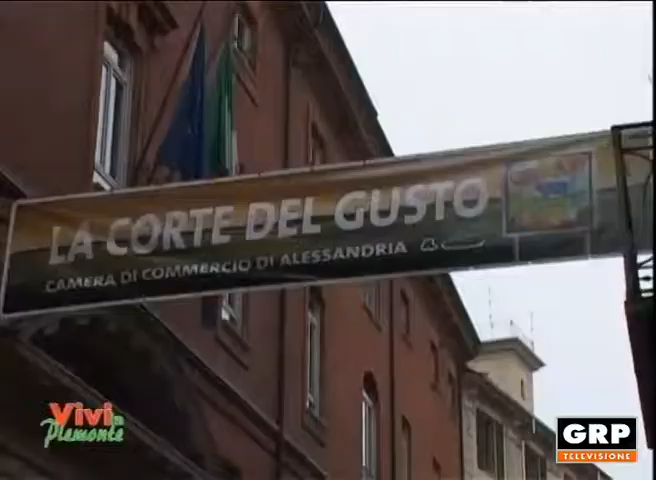 LA CORTE DEL GUSTO
CAMERA DI COMMERCIO DI ALESSANDRIA
Vivi in
Piemonte
GRP
TELEVISIONE